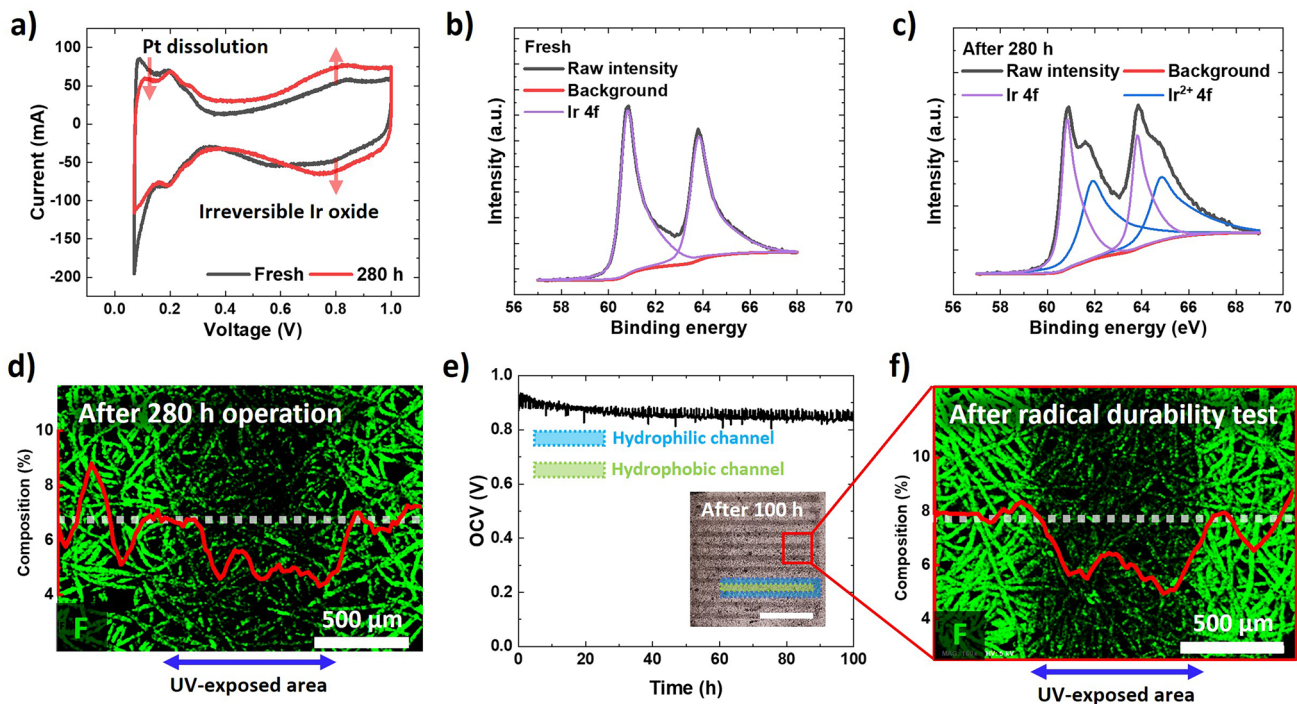 a)
Pt dissolution
Irreversible Ir oxide
Fresh
280 h
Current (mA)
100
50
0
-50
-100
-150
-200
0.0 0.2 0.4 0.6 0.8 1.0
Voltage (V)
b)
Fresh
Raw intensity
Background
Ir 4f
Intensity (a.u.)
56 58 60 62 64 66 68 70
Binding energy
c)
After 280 h
Raw intensity
Background
Ir 4f
Ir²⁺ 4f
Intensity (a.u.)
56 58 60 62 64 66 68 70
Binding energy (eV)
d)
After 280 h operation
Composition (%)
10
8
6
4
F
500 µm
UV-exposed area
e)
OCV (V)
1.0
0.8
0.6
0.4
0.2
0.0
Hydrophilic channel
Hydrophobic channel
After 100 h
0 20 40 60 80 100
Time (h)
f)
After radical durability test
Composition (%)
10
8
6
4
F
500 µm
UV-exposed area